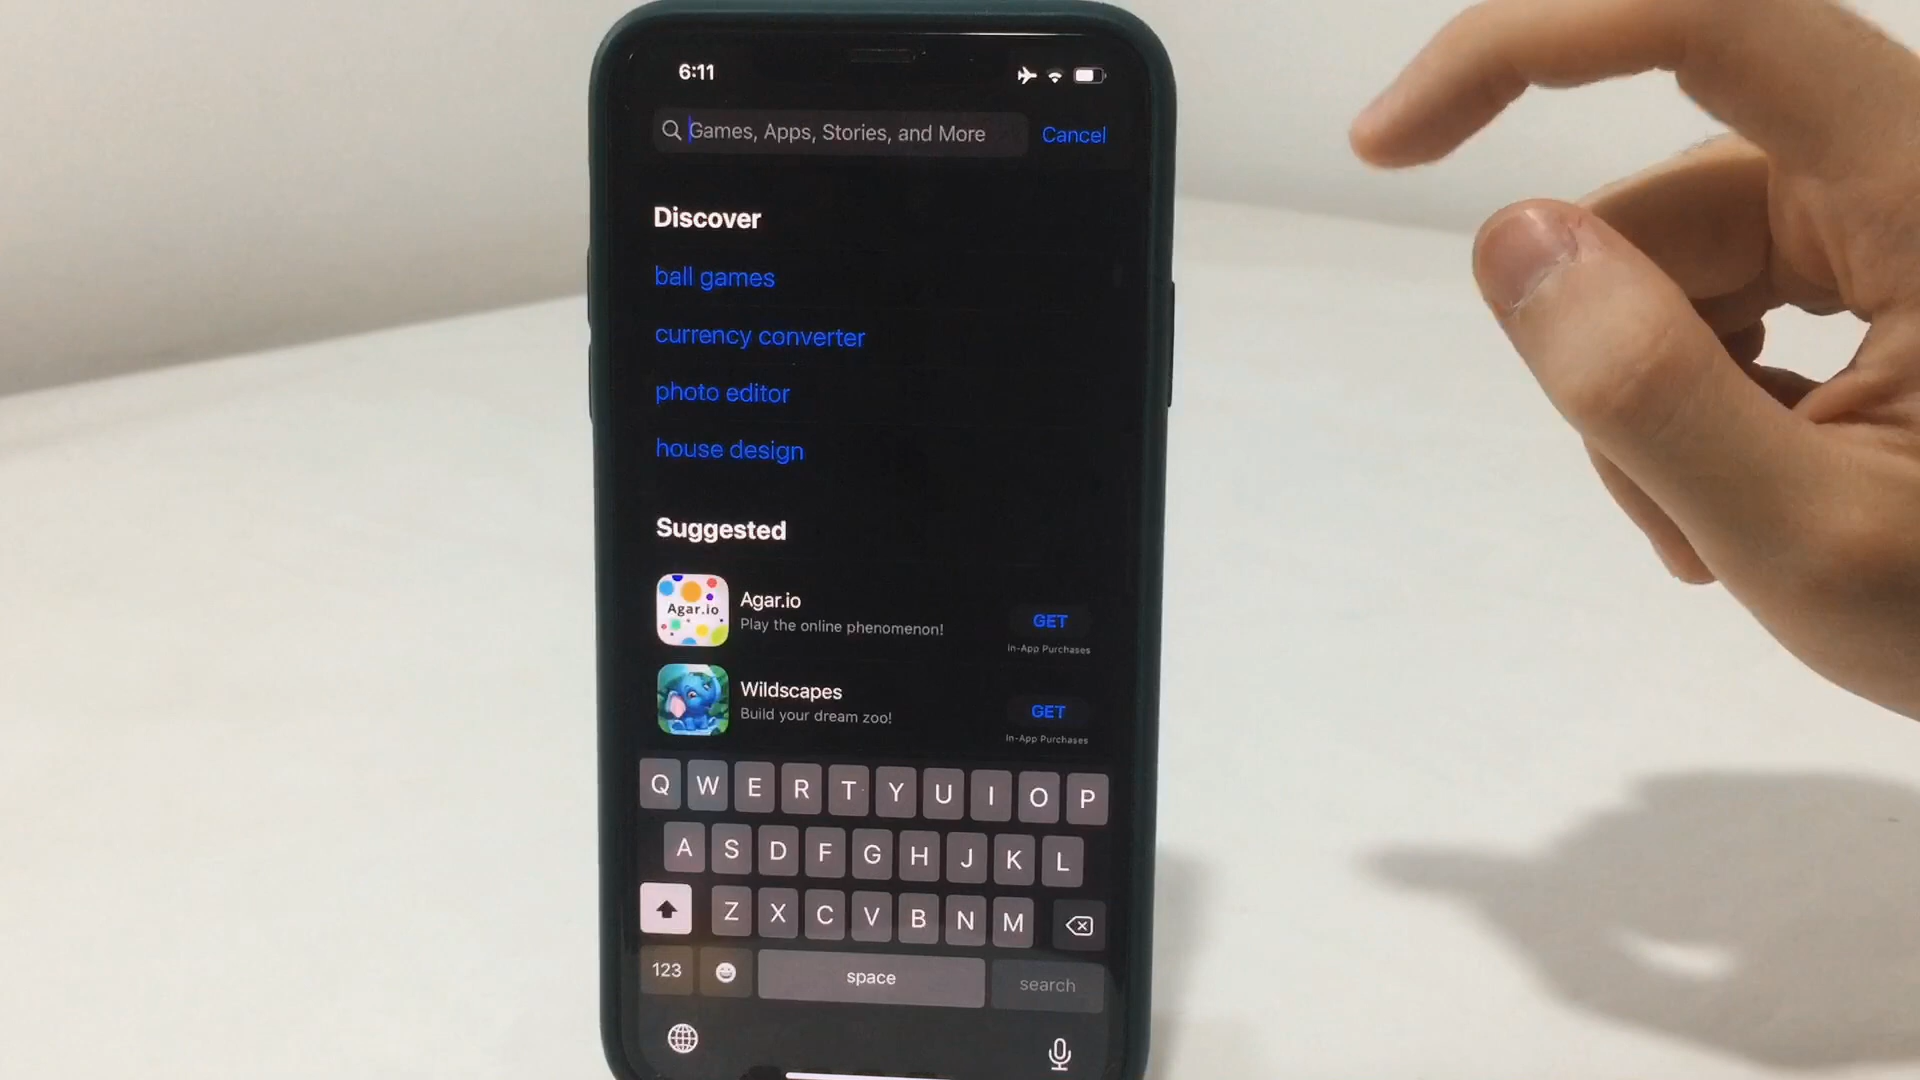 6:11
Games, Apps, Stories, and More
Cancel
Discover
ball games
currency converter
photo editor
house design
Suggested
Agar.io
Agar.io
Play the online phenomenon!
GET
In-App Purchases
Wildscapes
Build your dream zoo!
GET
In-App Purchases
Q W E R T Y U I O P
A S D F G H J K L
Z X C V B N M
123
space
search